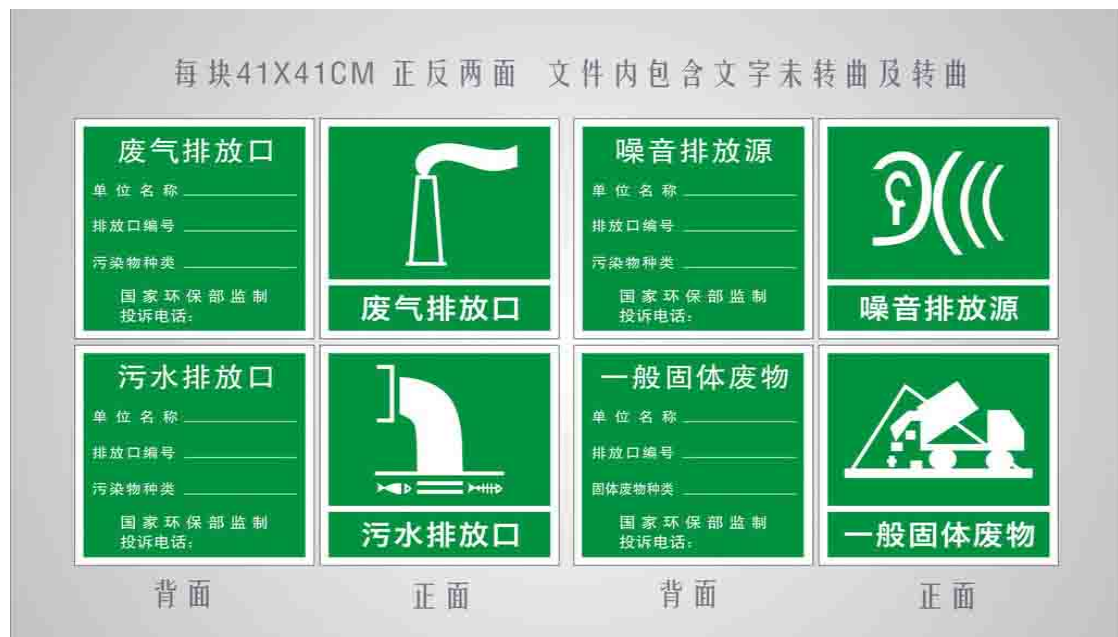 每块41X41CM 正反两面 文件内包含文字未转曲及转曲
废气排放口
单位名称
排放口编号
污染物种类
国家环保部监制
投诉电话:
废气排放口
噪音排放源
单位名称
排放口编号
污染物种类
国家环保部监制
投诉电话:
噪音排放源
污水排放口
单位名称
排放口编号
污染物种类
国家环保部监制
投诉电话:
污水排放口
一般固体废物
单位名称
排放口编号
固体废物种类
国家环保部监制
投诉电话:
一般固体废物
背面
正面
背面
正面